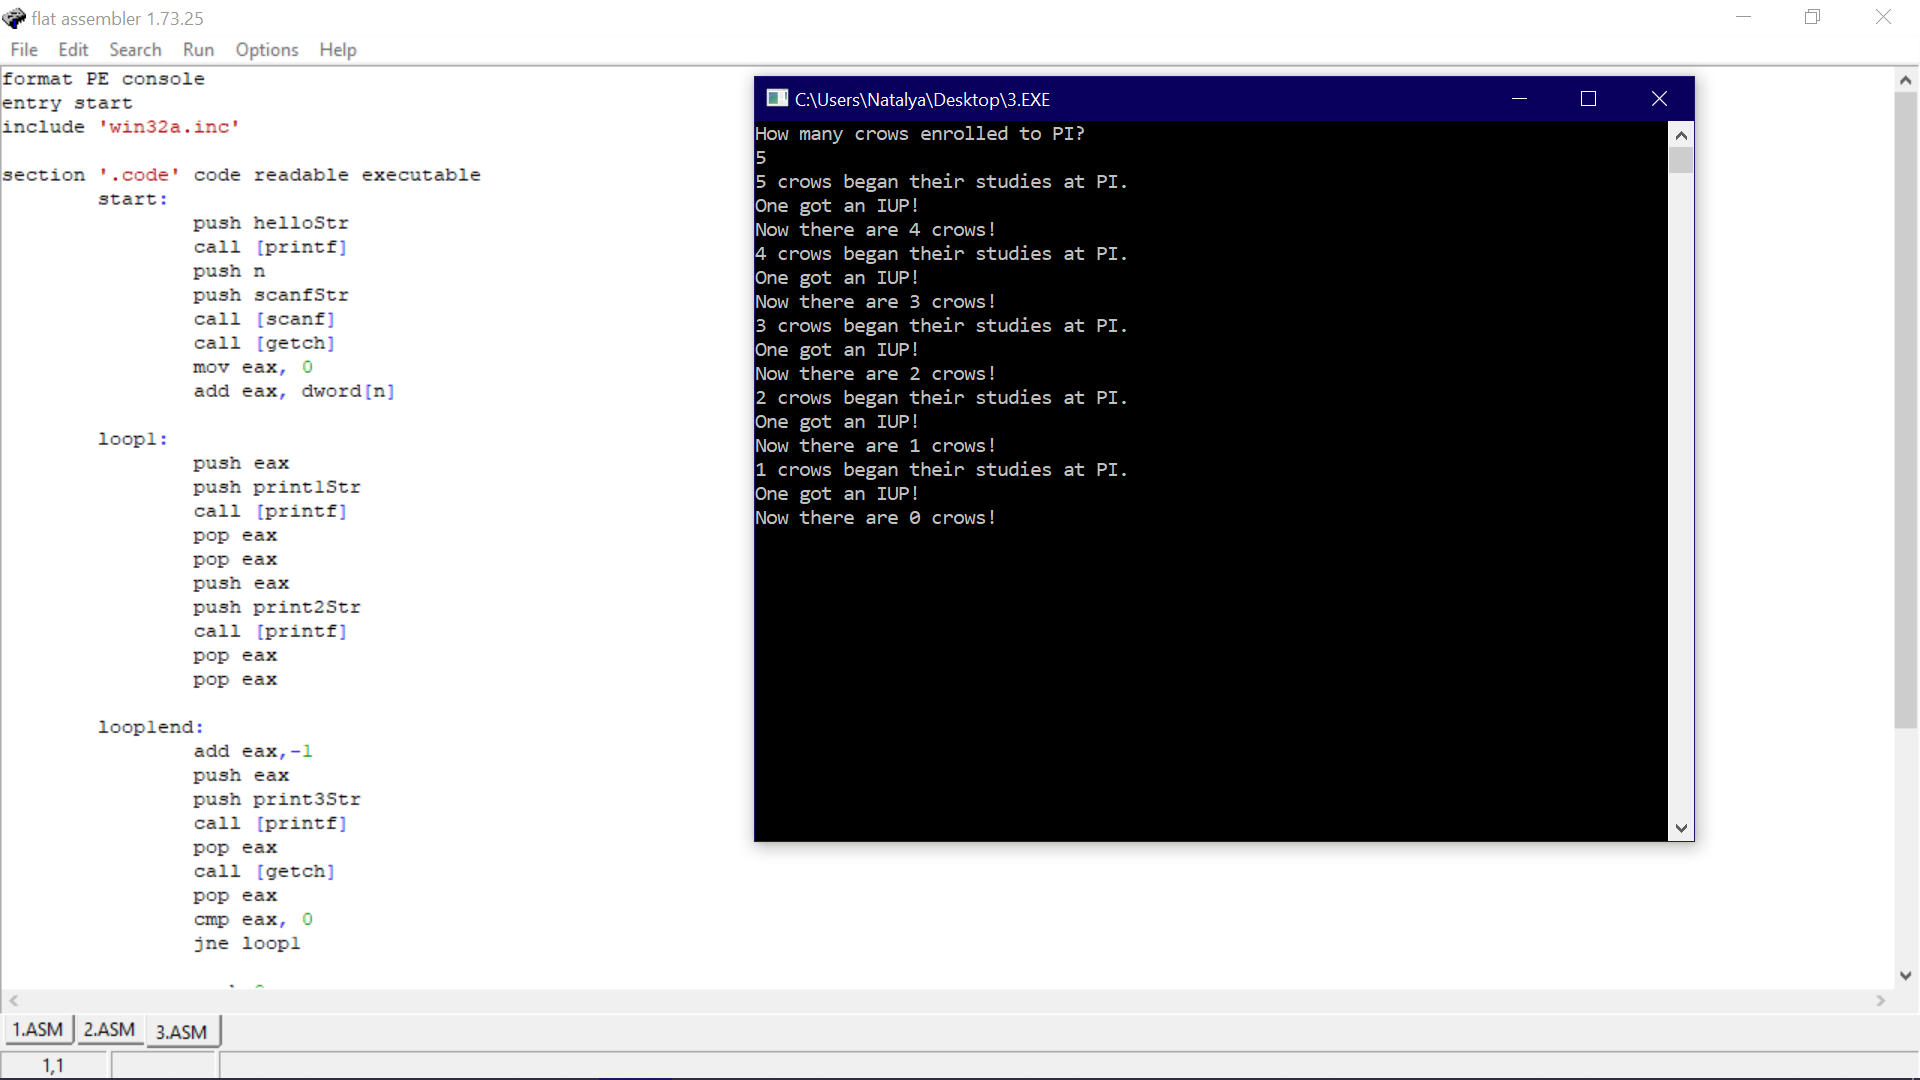 flat assembler 1.73.25
File Edit Search Run Options Help
format PE console
entry start
include 'win32a.inc'
section '.code' code readable executable
start:
push helloStr
call [printf]
push n
push scanfStr
call [scanf]
call [getch]
mov eax, 0
add eax, dword[n]
loop1:
push eax
push print1Str
call [printf]
pop eax
pop eax
push eax
push print2Str
call [printf]
pop eax
pop eax
loop1end:
add eax,-1
push eax
push print3Str
call [printf]
pop eax
call [getch]
pop eax
cmp eax, 0
jne loop1
1.ASM 2.ASM 3.ASM
1,1
C:\Users\Natalya\Desktop\3.EXE
How many crows enrolled to PI?
5
5 crows began their studies at PI.
One got an IUP!
Now there are 4 crows!
4 crows began their studies at PI.
One got an IUP!
Now there are 3 crows!
3 crows began their studies at PI.
One got an IUP!
Now there are 2 crows!
2 crows began their studies at PI.
One got an IUP!
Now there are 1 crows!
1 crows began their studies at PI.
One got an IUP!
Now there are 0 crows!